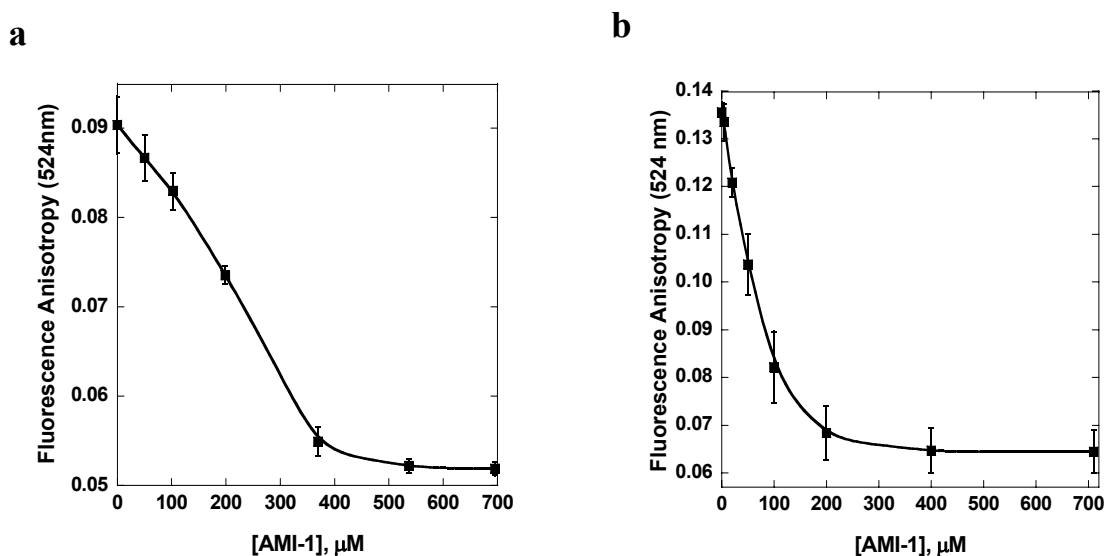 a
Fluorescence Anisotropy (524nm)
0.09
0.08
0.07
0.06
0.05
0 100 200 300 400 500 600 700
[AMI-1], μM
b
Fluorescence Anisotropy (524 nm)
0.14
0.13
0.12
0.11
0.10
0.09
0.08
0.07
0.06
0 100 200 300 400 500 600 700
[AMI-1], μM